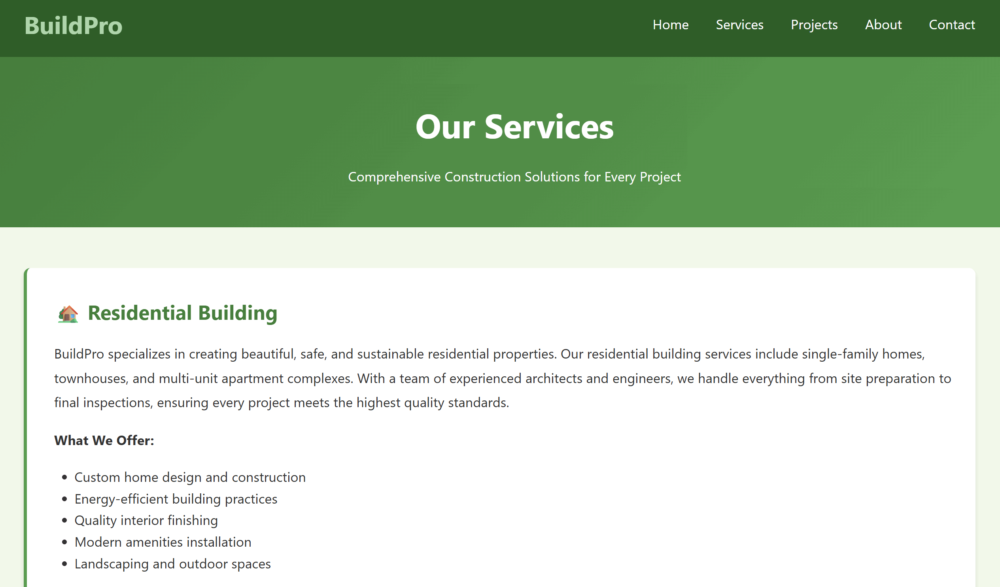 BuildPro
Home Services Projects About Contact
Our Services
Comprehensive Construction Solutions for Every Project
Residential Building
BuildPro specializes in creating beautiful, safe, and sustainable residential properties. Our residential building services include single-family homes,
townhouses, and multi-unit apartment complexes. With a team of experienced architects and engineers, we handle everything from site preparation to
final inspections, ensuring every project meets the highest quality standards.
What We Offer:
• Custom home design and construction
• Energy-efficient building practices
• Quality interior finishing
• Modern amenities installation
• Landscaping and outdoor spaces